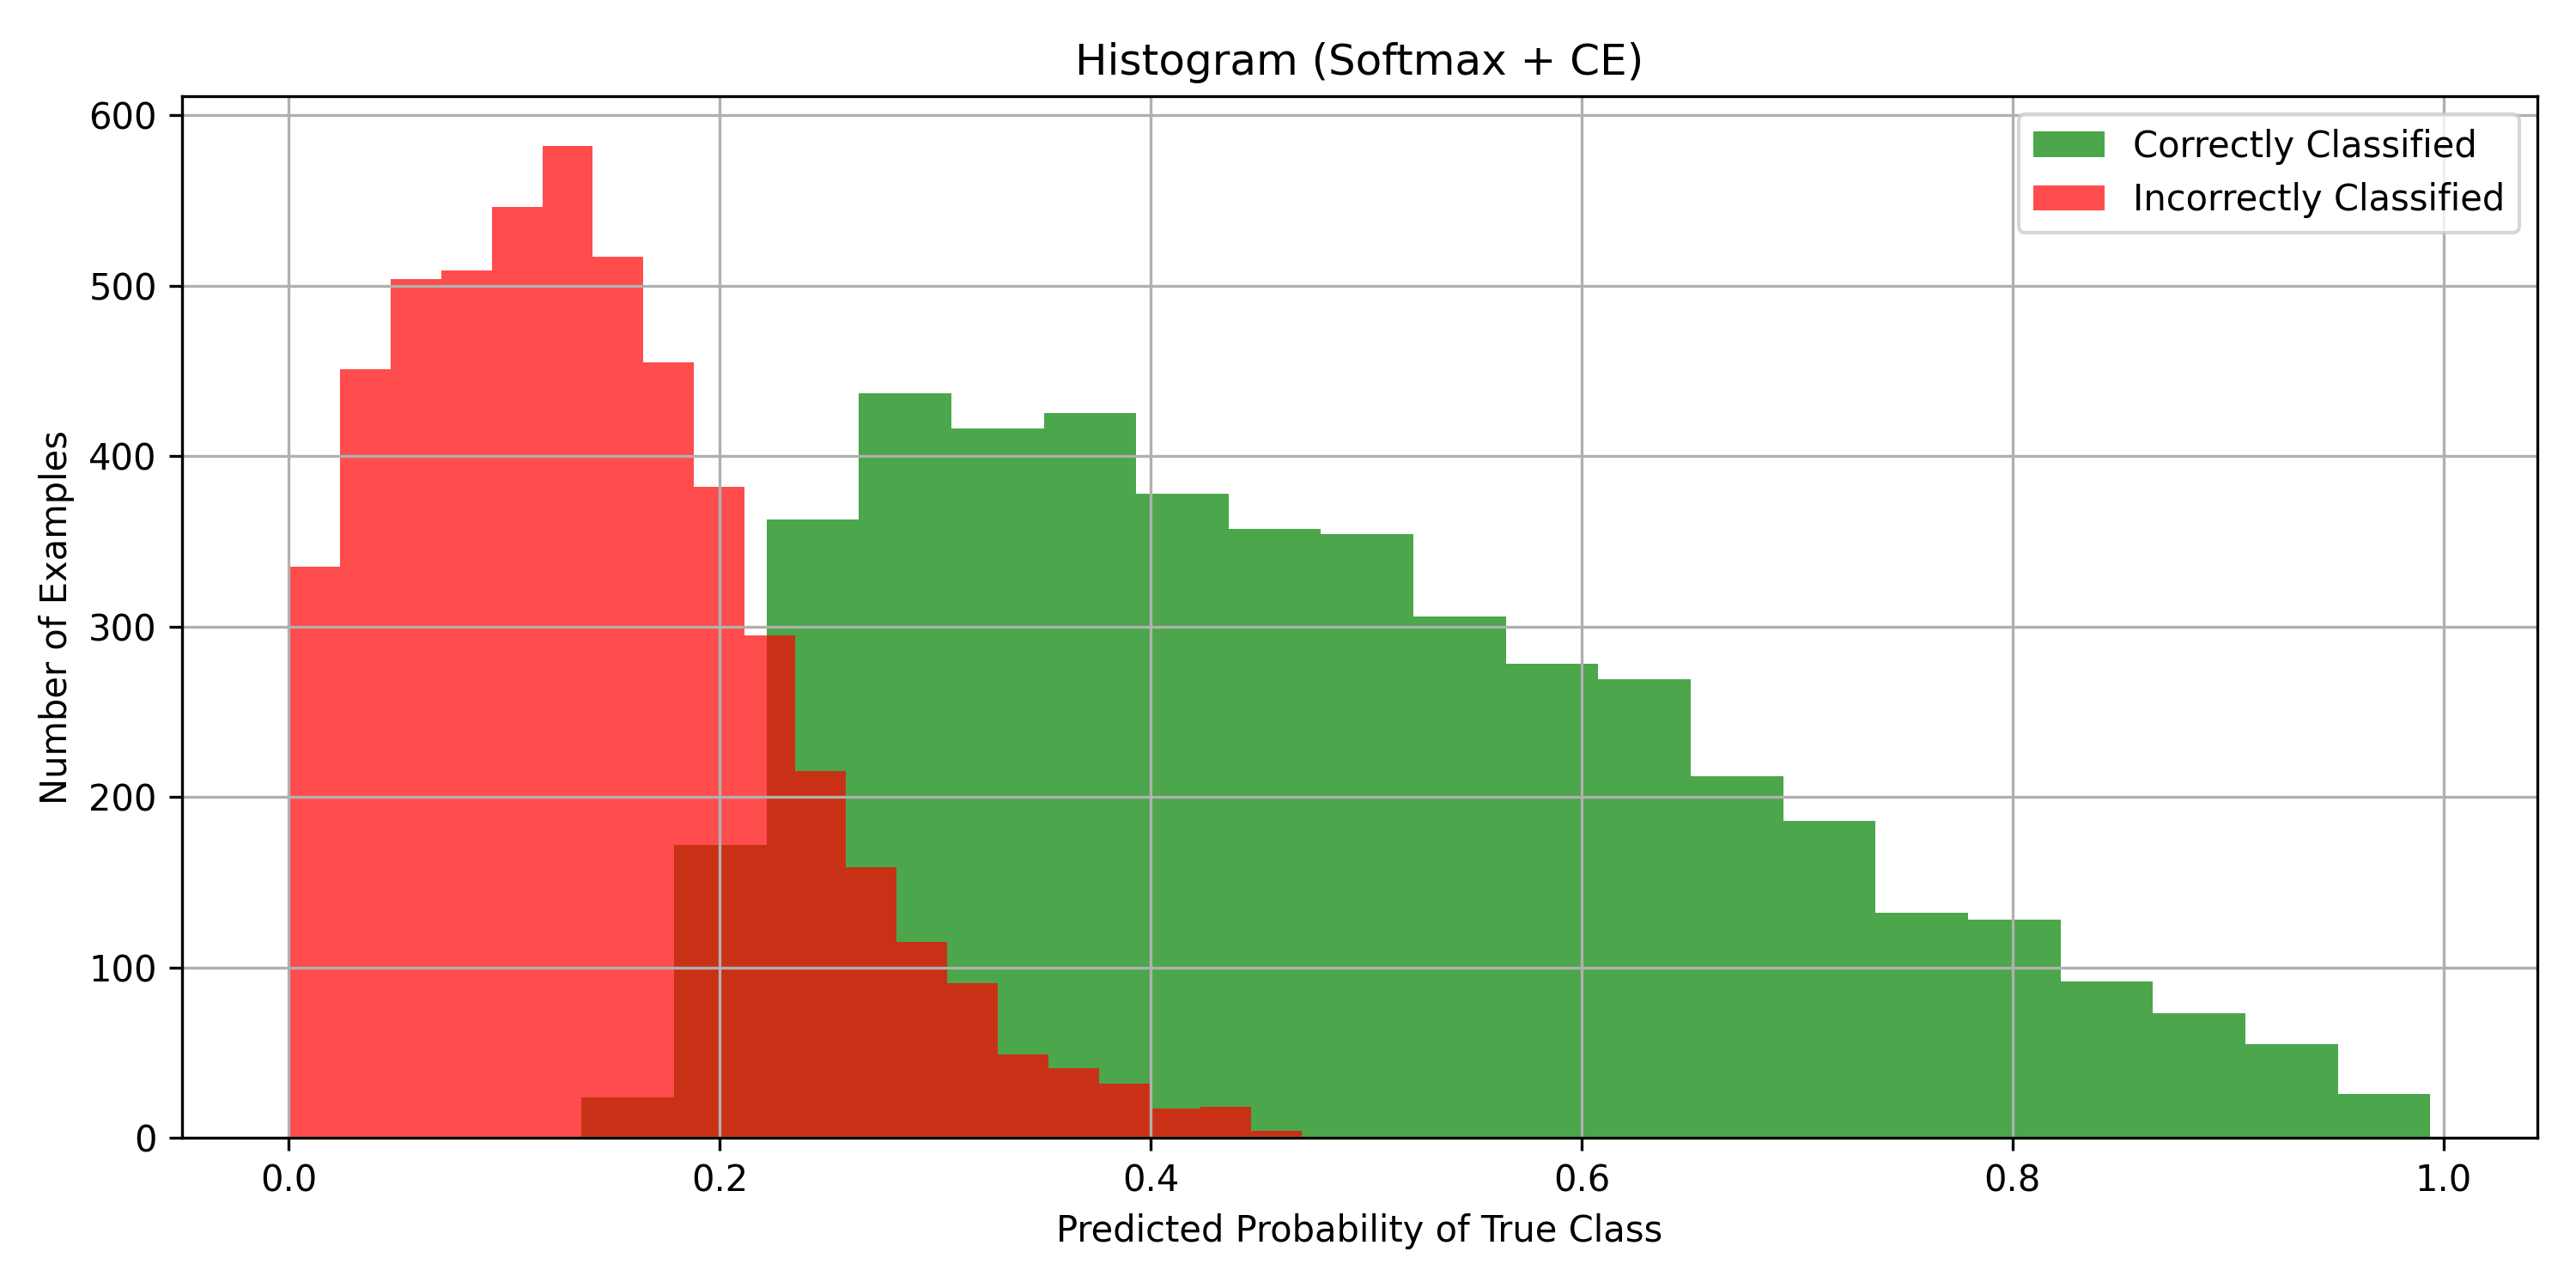 Histogram (Softmax + CE)
Correctly Classified
Incorrectly Classified
Number of Examples
600
500
400
300
200
100
0
0.0 0.2 0.4 0.6 0.8 1.0
Predicted Probability of True Class